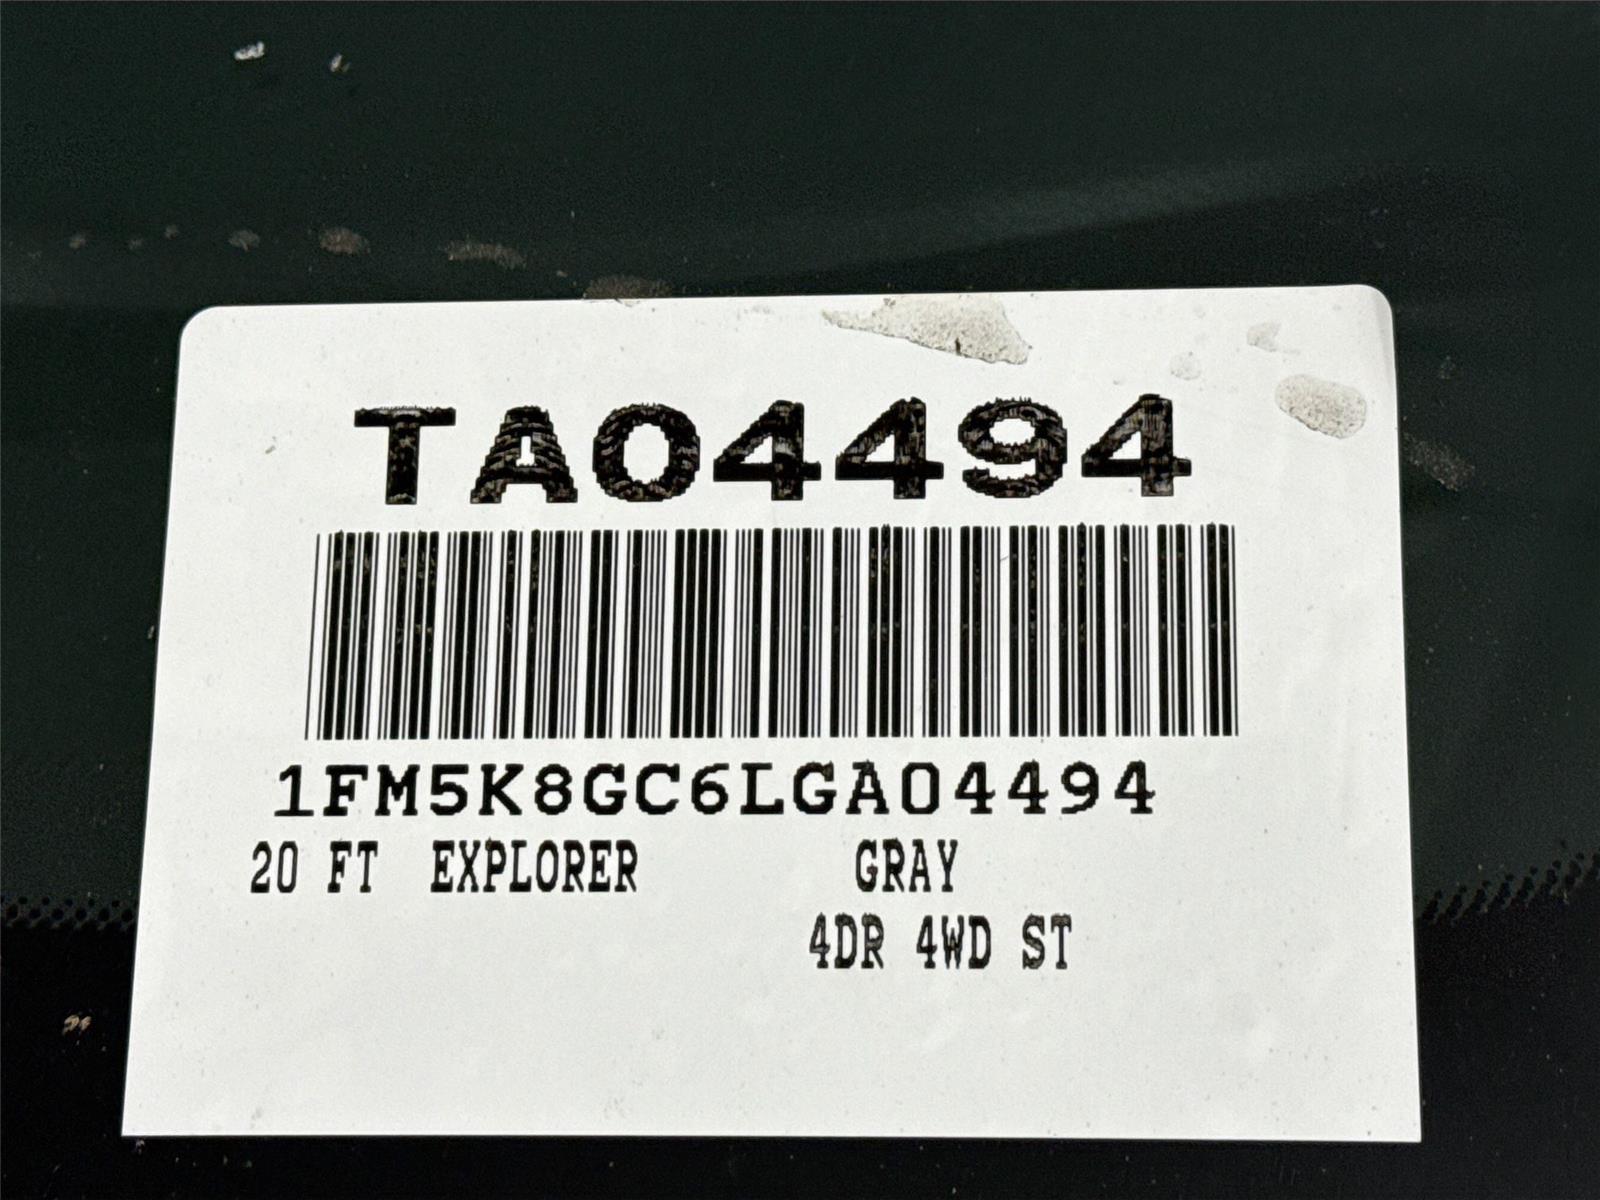 TA04494
1FM5K8GC6LGA04494
20 FT EXPLORER GRAY
4DR 4WD ST